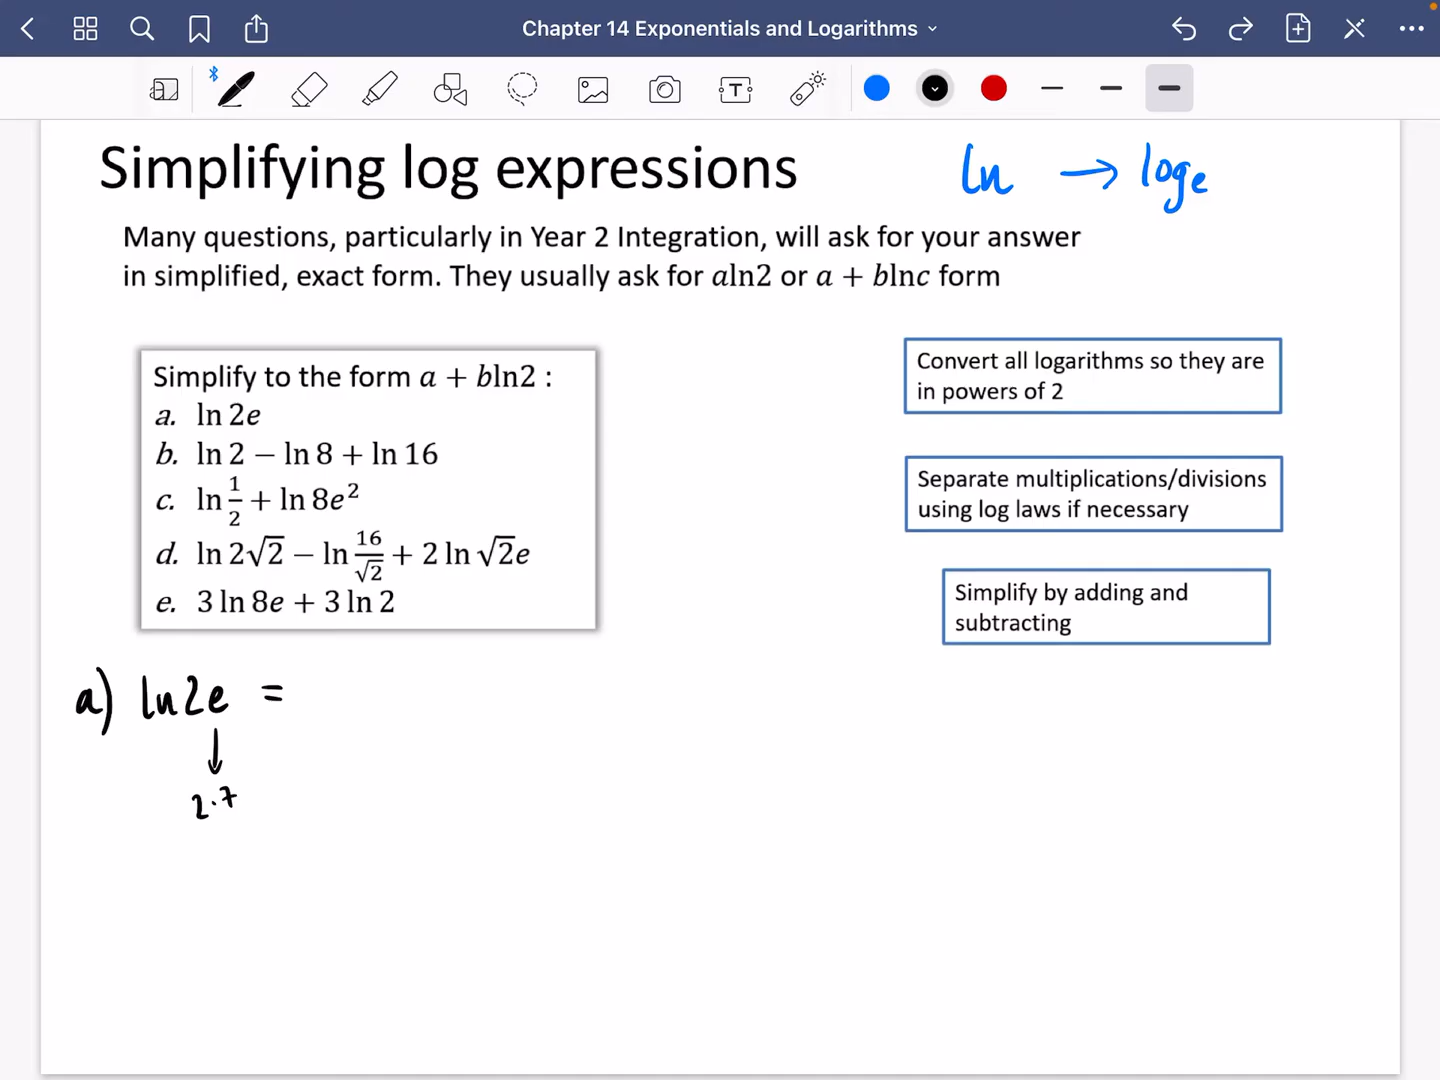 Chapter 14 Exponentials and Logarithms
Simplifying log expressions
ln → logₑ
Many questions, particularly in Year 2 Integration, will ask for your answer
in simplified, exact form. They usually ask for aln2 or a + blnc form
Simplify to the form a + bln2 :
a. ln 2e
b. ln 2 − ln 8 + ln 16
c. ln 1/2 + ln 8e²
d. ln 2√2 − ln 16/√2 + 2 ln √2e
e. 3 ln 8e + 3 ln 2
Convert all logarithms so they are
in powers of 2
Separate multiplications/divisions
using log laws if necessary
Simplify by adding and
subtracting
a) ln2e =
↓
2.7